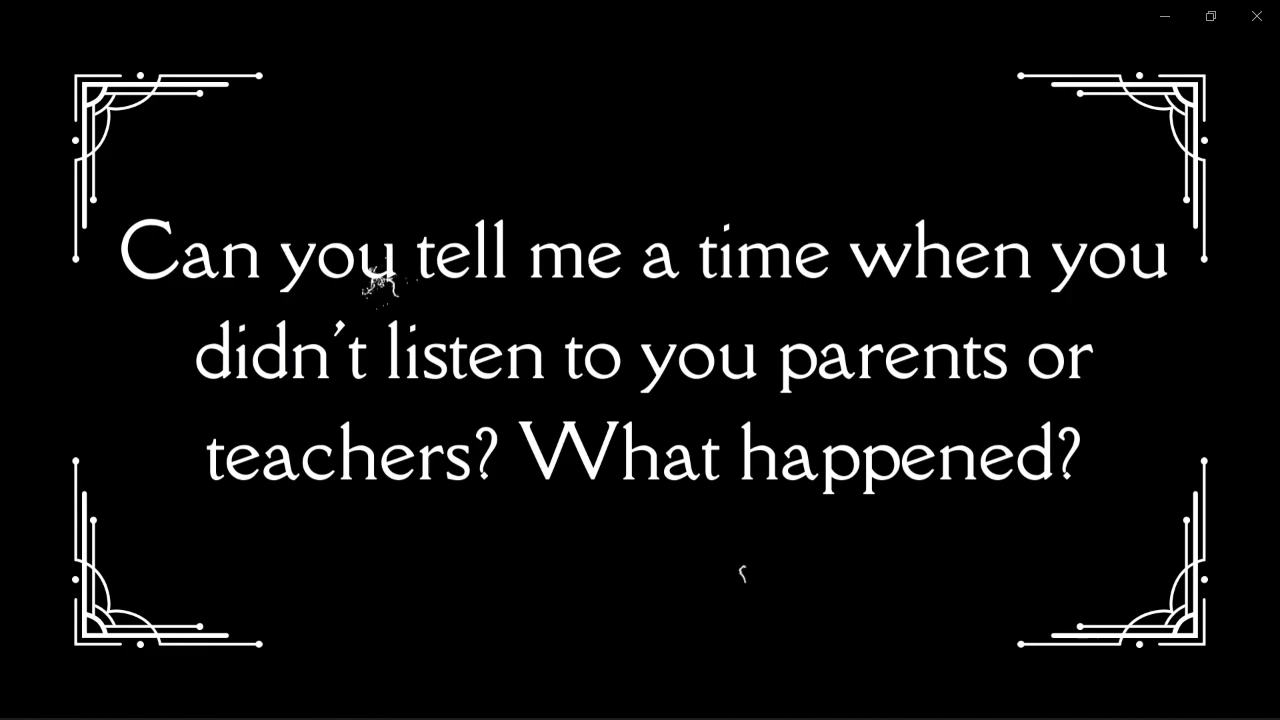 Can you tell me a time when you
didn't listen to you parents or
teachers? What happened?